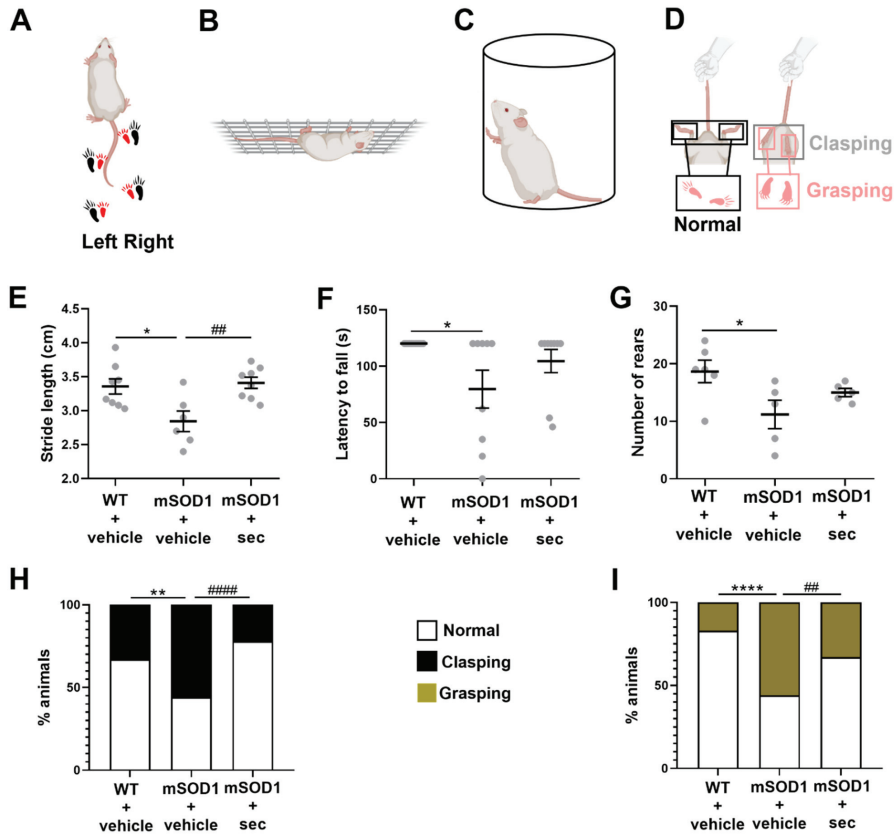 A
B
C
D
Left Right
Clasping
Grasping
Normal
E
Stride length (cm)
4.5
4.0
3.5
3.0
2.5
2.0
*
##
WT
+
vehicle
mSOD1
+
vehicle
mSOD1
+
sec
F
Latency to fall (s)
150
100
50
0
*
WT
+
vehicle
mSOD1
+
vehicle
mSOD1
+
sec
G
Number of rears
30
20
10
0
*
WT
+
vehicle
mSOD1
+
vehicle
mSOD1
+
sec
H
% animals
100
50
0
**
####
WT
+
vehicle
mSOD1
+
vehicle
mSOD1
+
sec
Normal
Clasping
Grasping
I
% animals
100
50
0
****
##
WT
+
vehicle
mSOD1
+
vehicle
mSOD1
+
sec